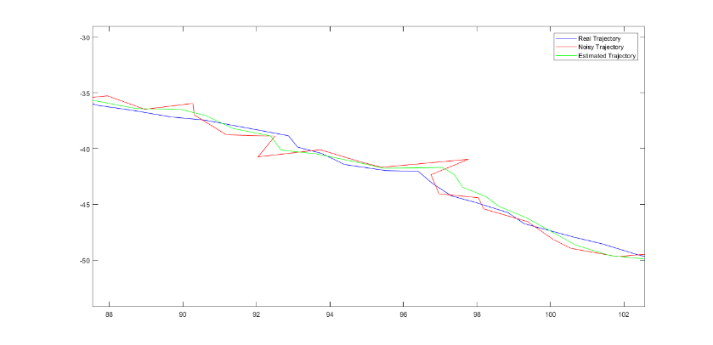 -30
-35
-40
-45
-50
88 90 92 94 96 98 100 102
Real Trajectory
Noisy Trajectory
Estimated Trajectory